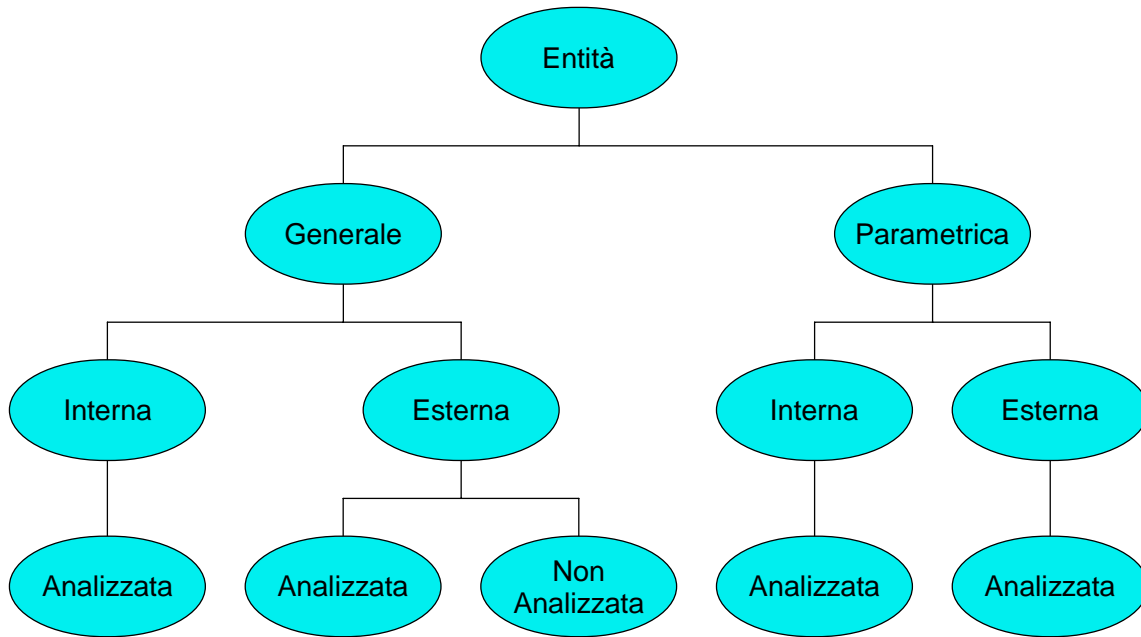 Entità
Generale
Parametrica
Interna
Esterna
Interna
Esterna
Analizzata
Analizzata
Non
Analizzata
Analizzata
Analizzata